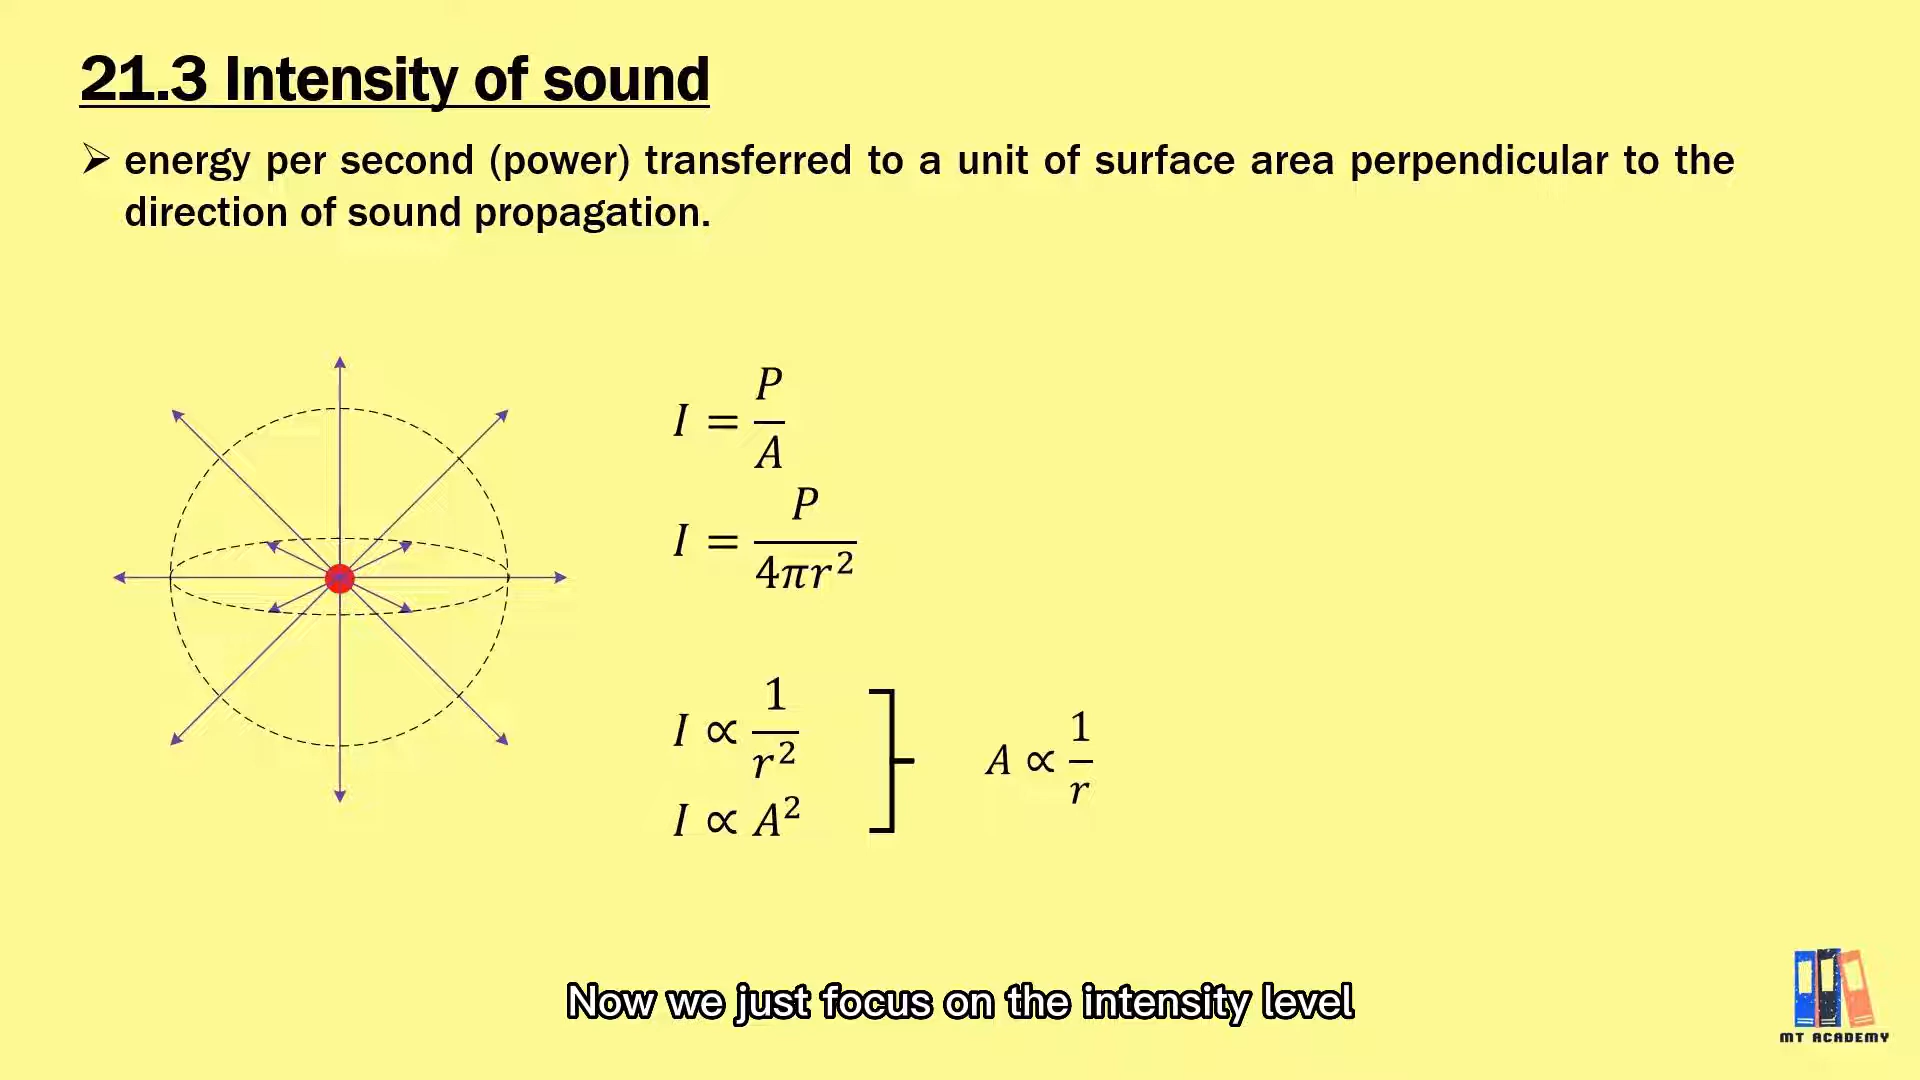 21.3 Intensity of sound
➢ energy per second (power) transferred to a unit of surface area perpendicular to the
direction of sound propagation.
I = P/A
I = P/4πr²
I ∝ 1/r²
I ∝ A²
A ∝ 1/r
Now we just focus on the intensity level
MT ACADEMY